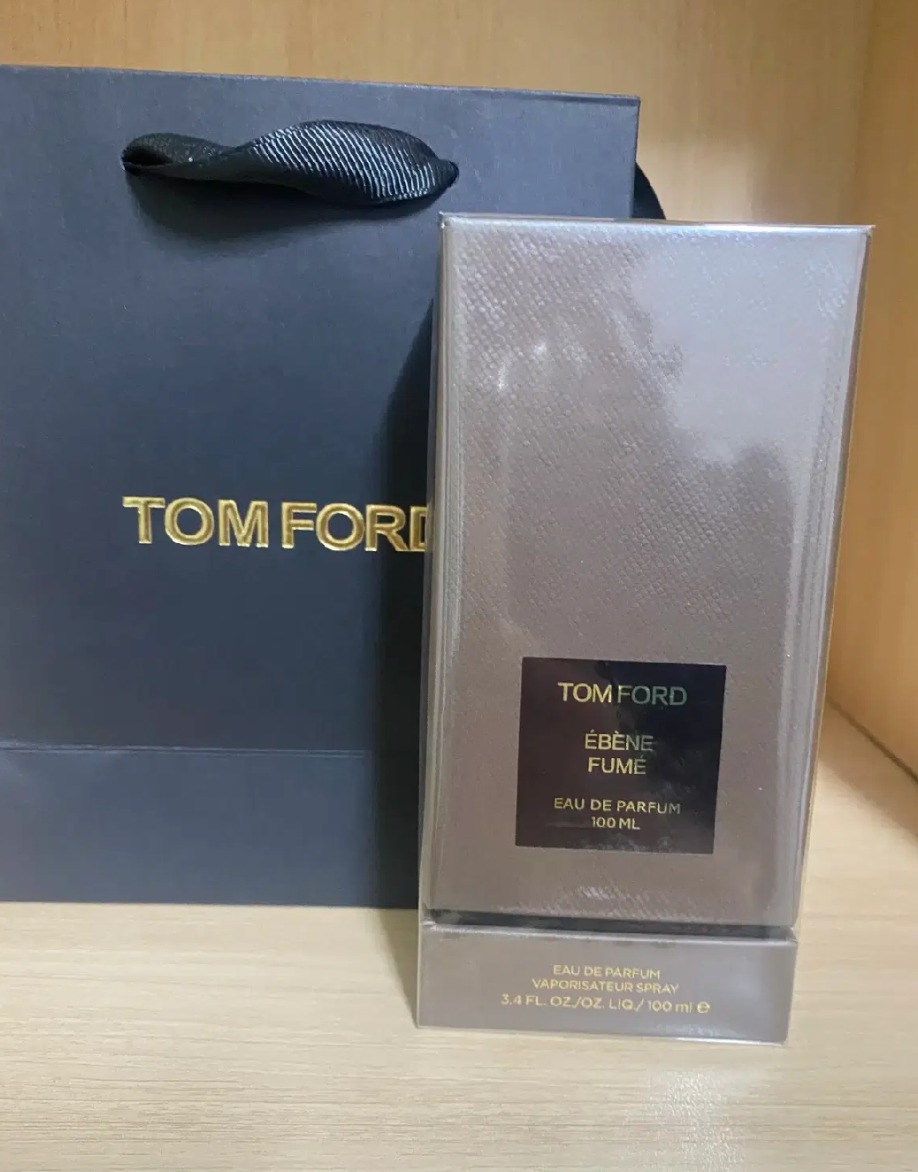 TOM FORD
TOM FORD
ÉBÈNE
FUMÉ
EAU DE PARFUM
100 ML
EAU DE PARFUM
VAPORISATEUR SPRAY
3.4 FL. OZ./OZ. LIQ./ 100 ml ℮